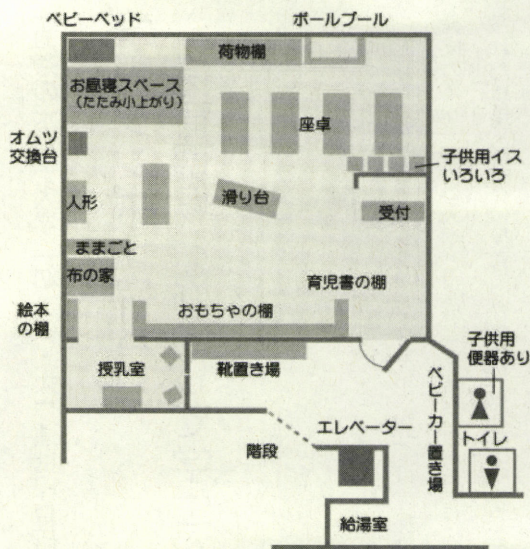 ベビーベッド
ボールプール
荷物棚
お昼寝スペース
(たたみ小上がり)
座卓
オムツ
交換台
子供用イス
いろいろ
人形
滑り台
受付
ままごと
布の家
育児書の棚
絵本
の棚
おもちゃの棚
子供用
便器あり
授乳室
靴置き場
ベビーカー置き場
トイレ
エレベーター
階段
給湯室